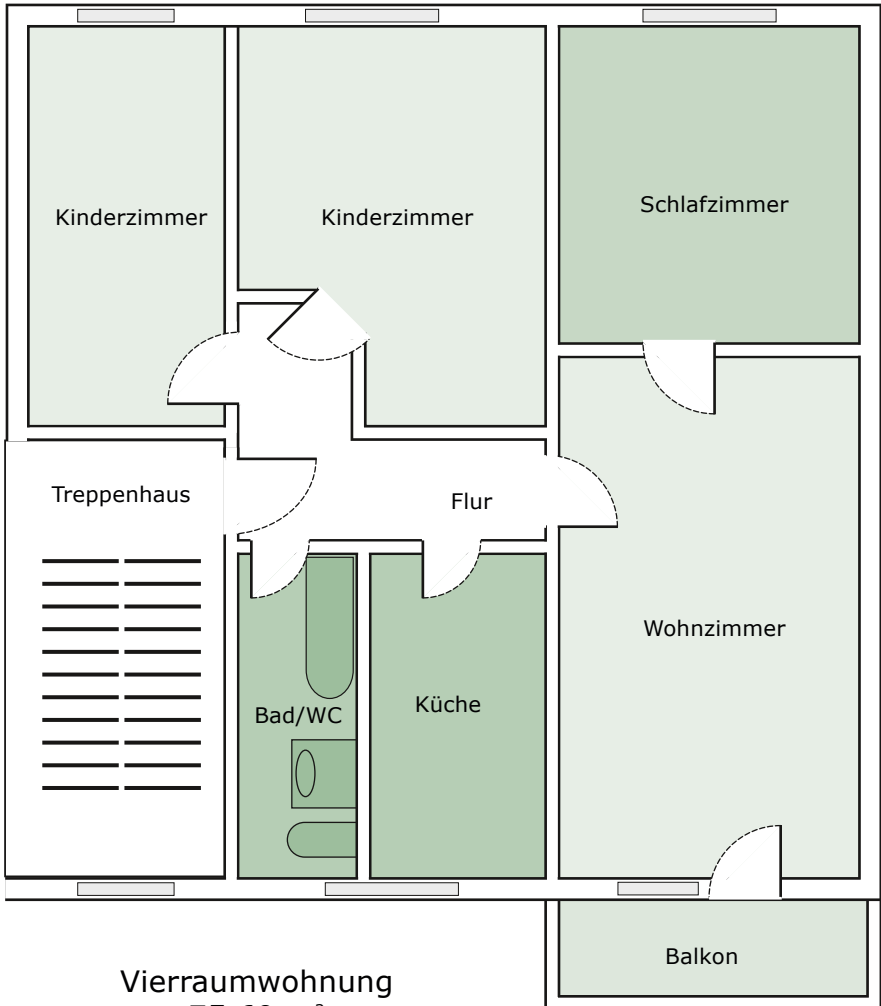 Kinderzimmer
Kinderzimmer
Schlafzimmer
Treppenhaus
Flur
Wohnzimmer
Bad/WC
Küche
Balkon
Vierraumwohnung